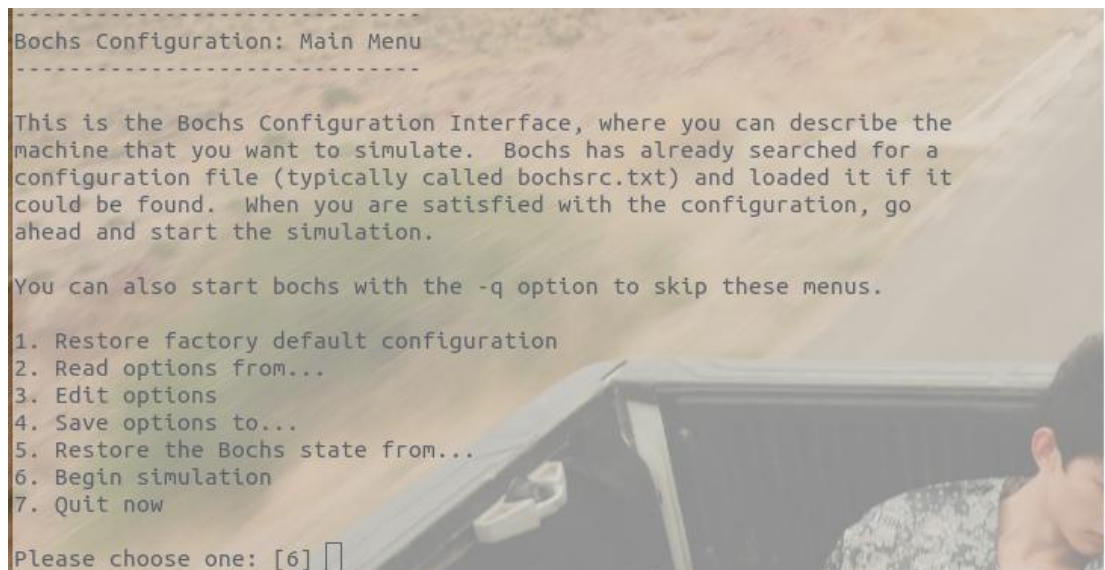 ------------------------------
Bochs Configuration: Main Menu
------------------------------
This is the Bochs Configuration Interface, where you can describe the
machine that you want to simulate.  Bochs has already searched for a
configuration file (typically called bochsrc.txt) and loaded it if it
could be found.  When you are satisfied with the configuration, go
ahead and start the simulation.
You can also start bochs with the -q option to skip these menus.
1. Restore factory default configuration
2. Read options from...
3. Edit options
4. Save options to...
5. Restore the Bochs state from...
6. Begin simulation
7. Quit now
Please choose one: [6]